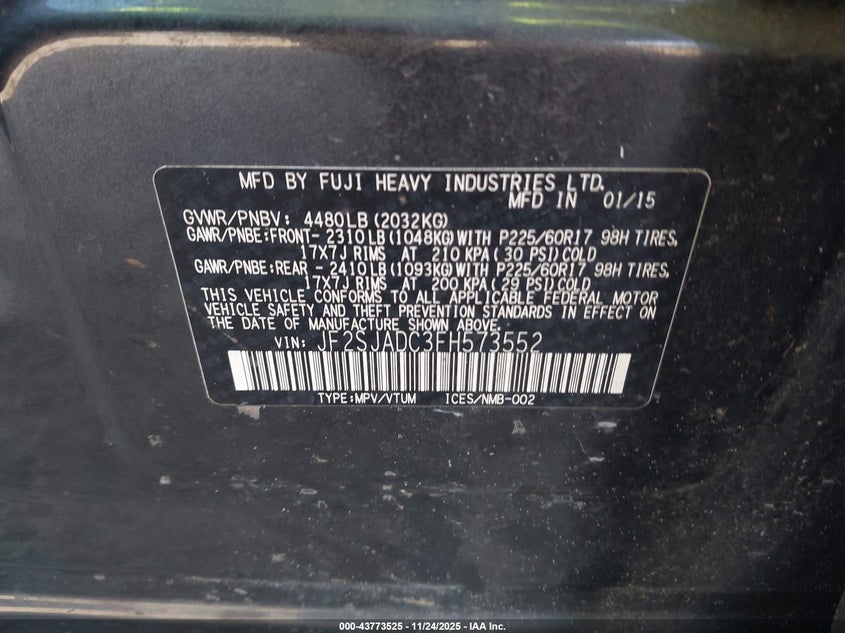 MFD BY FUJI HEAVY INDUSTRIES LTD.
MFD IN 01/15
GVWR/PNBV: 4480LB(2032KG)
GAWR/PNBE:FRONT-2310LB(1048KG)WITH P225/60R17 98H TIRES,
17X7J RIMS AT 210 KPA(30 PSI)COLD
GAWR/PNBE:REAR -2410LB(1093KG)WITH P225/60R17 98H TIRES,
17X7J RIMS AT 200 KPA(29 PSI)COLD
THIS VEHICLE CONFORMS TO ALL APPLICABLE FEDERAL MOTOR
VEHICLE SAFETY AND THEFT PREVENTION STANDARDS IN EFFECT ON
THE DATE OF MANUFACTURE SHOWN ABOVE.
VIN: JF2SJADC3FH573552
TYPE:MPV/VTUM ICES/NMB-002
000-43773525 - 11/24/2025 - IAA Inc.